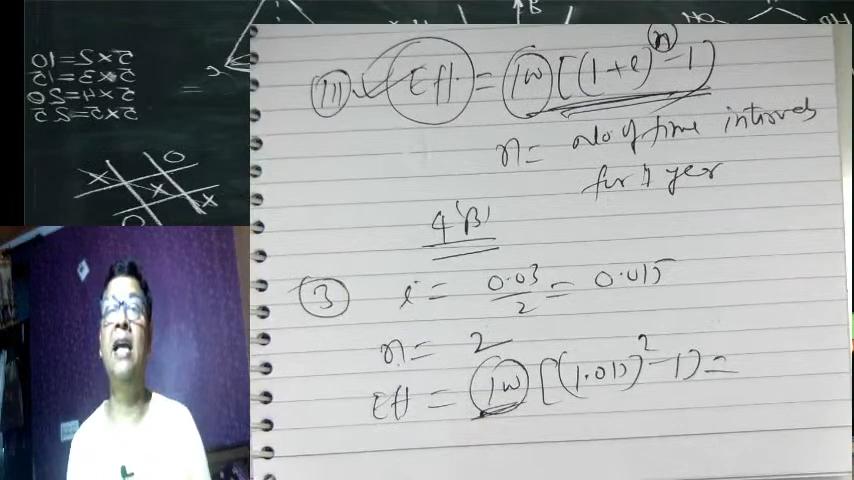 5×2=10
5×3=15
5×4=20
5×5=25
(III) Eff = 100 [(1+i)^n - 1]
n = No of time intervals
for 1 year
4 'B'
(3) i = 0.03/2 = 0.015
n = 2
Eff = 100 [(1.015)^2 - 1) =